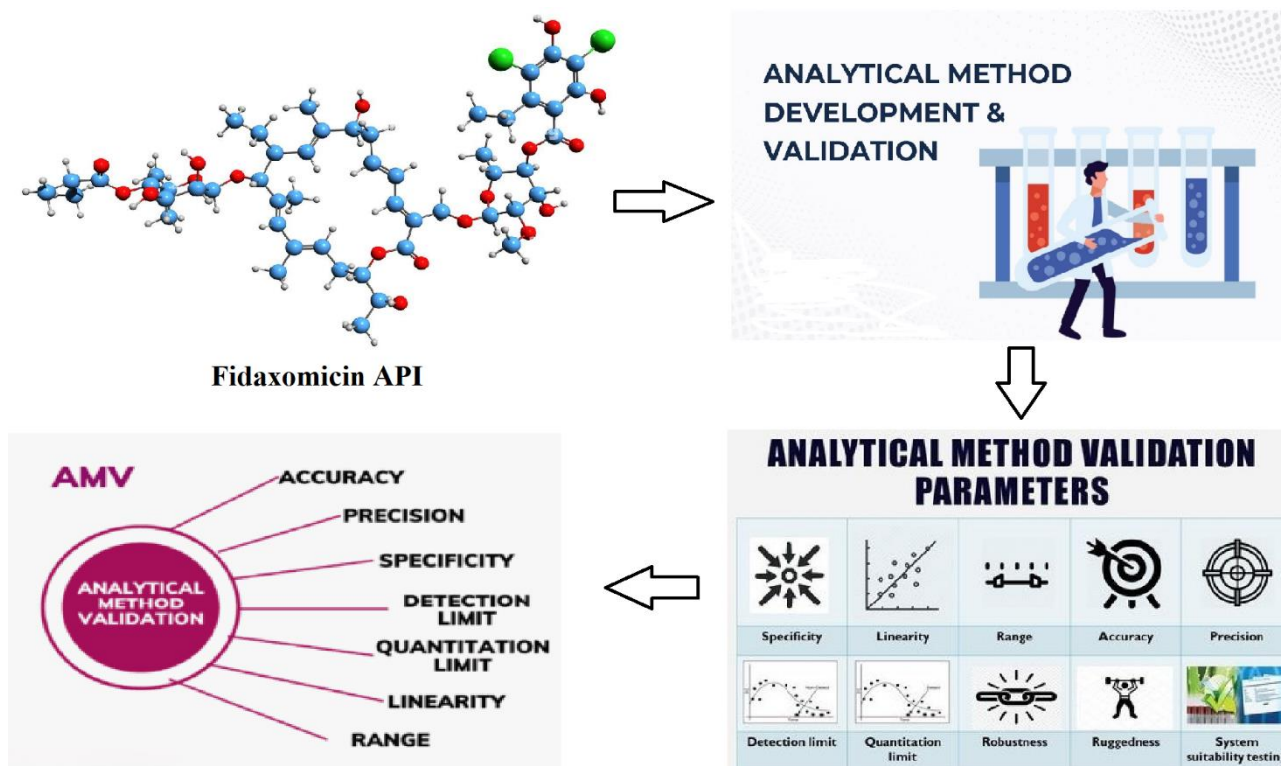 ANALYTICAL METHOD
DEVELOPMENT &
VALIDATION
Fidaxomicin API
ANALYTICAL METHOD VALIDATION
PARAMETERS
Specificity
Linearity
Range
Accuracy
Precision
Detection limit
Quantitation
limit
Robustness
Ruggedness
System
suitability testin
AMV
ANALYTICAL
METHOD
VALIDATION
ACCURACY
PRECISION
SPECIFICITY
DETECTION
LIMIT
QUANTITATION
LIMIT
LINEARITY
RANGE